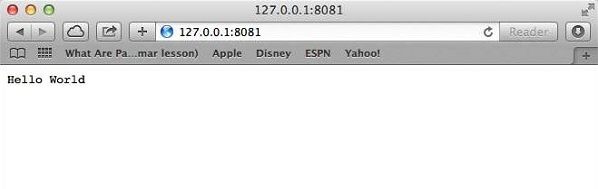 127.0.0.1:8081
127.0.0.1:8081 Reader
What Are Pa...mar lesson) Apple Disney ESPN Yahoo!
Hello World